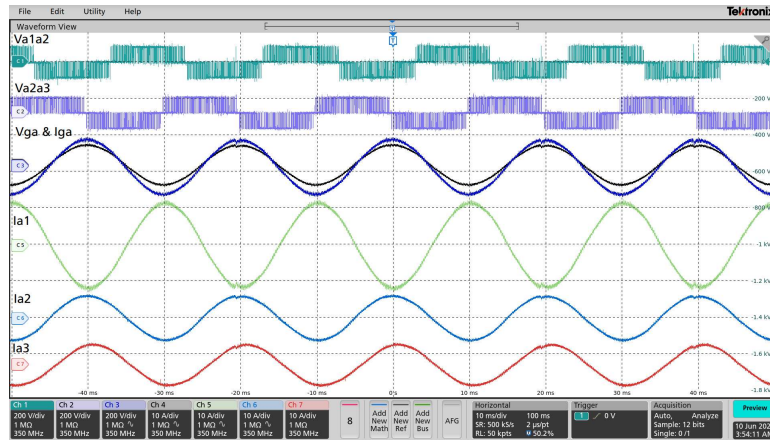 File Edit Utility Help
Tektronix
Waveform View
Va1a2
C 1
Va2a3
C 2
-200 V
-400 V
Vga & Iga
C 3
-600 V
-800 V
Ia1
C 5
-1 kV
-1.2 kV
Ia2
C 6
-1.4 kV
-1.6 kV
Ia3
C 7
-1.8 kV
-40 ms -30 ms -20 ms -10 ms 0 s 10 ms 20 ms 30 ms 40 ms
Ch 1 Ch 2 Ch 3 Ch 4 Ch 5 Ch 6 Ch 7
200 V/div 200 V/div 200 V/div 10 A/div 10 A/div 10 A/div 10 A/div
1 MΩ 1 MΩ 1 MΩ 1 MΩ 1 MΩ 1 MΩ 1 MΩ
350 MHz 350 MHz 350 MHz 350 MHz 350 MHz 350 MHz 350 MHz
8
Add New Math
Add New Ref
Add New Bus
AFG
Horizontal
10 ms/div 100 ms
SR: 500 kS/s 2 µs/pt
RL: 50 kpts 50.2%
Trigger
1 0 V
Acquisition
Auto, Analyze
Sample: 12 bits
Single: 0/1
Preview
10 Jun 202
3:54:11 AM